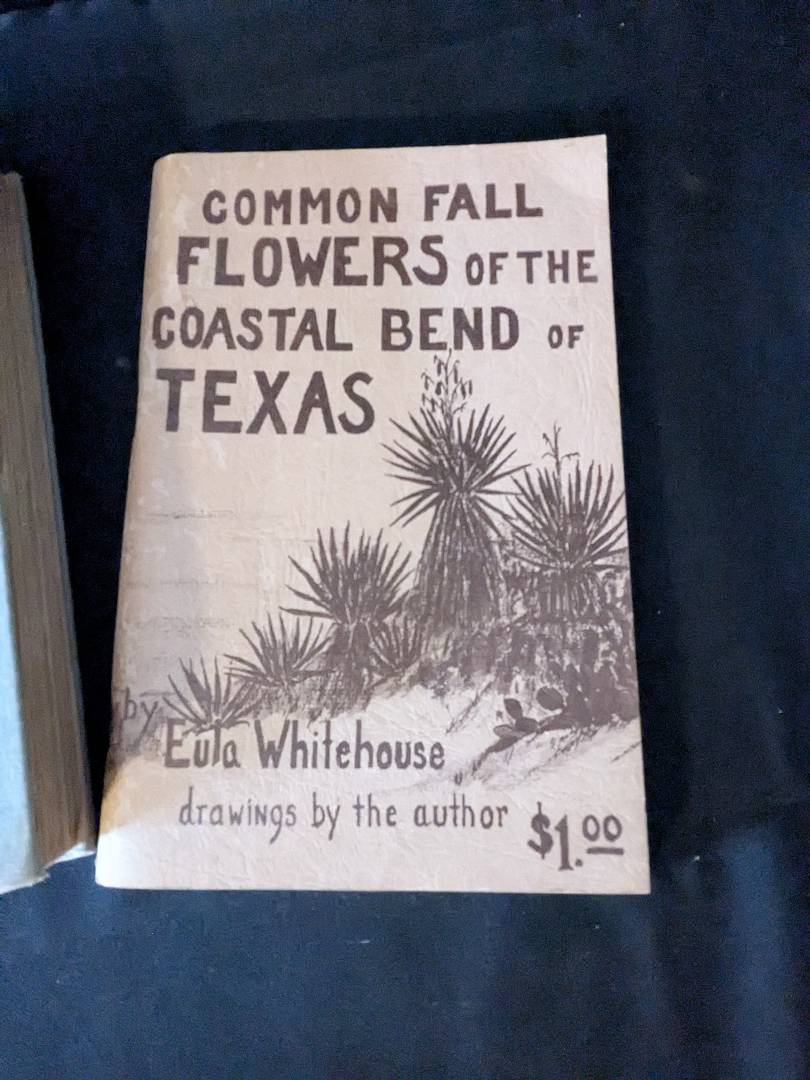 COMMON FALL
FLOWERS OF THE
COASTAL BEND OF
TEXAS
by
Eula Whitehouse
drawings by the author
$1.00